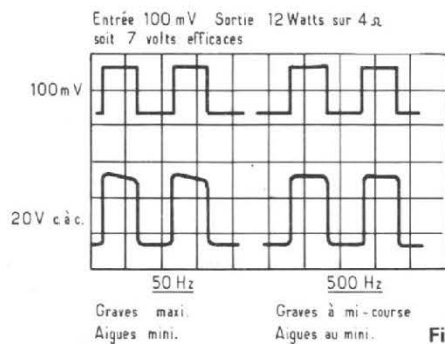 Entrée 100 mV Sortie 12 Watts sur 4 Ω
soit 7 volts efficaces
100mV
20V c.à c.
50 Hz
500 Hz
Graves maxi.
Aigues mini.
Graves à mi-course
Aigues au mini.
Fi